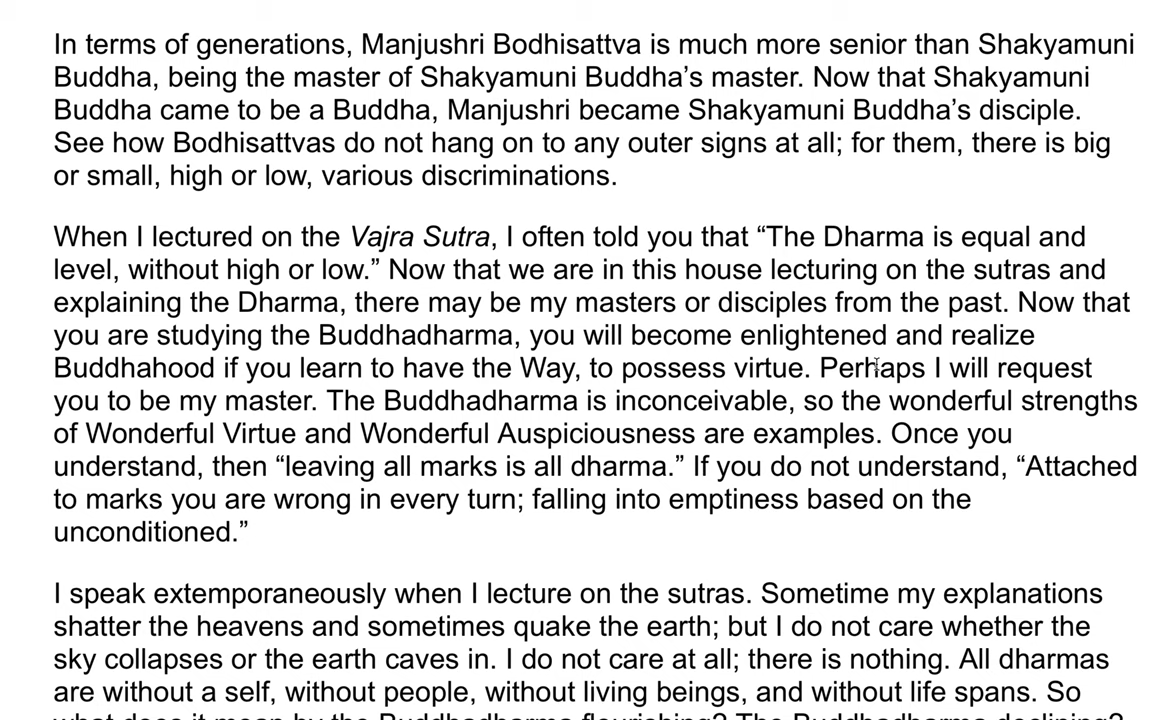 In terms of generations, Manjushri Bodhisattva is much more senior than Shakyamuni
Buddha, being the master of Shakyamuni Buddha’s master. Now that Shakyamuni
Buddha came to be a Buddha, Manjushri became Shakyamuni Buddha’s disciple.
See how Bodhisattvas do not hang on to any outer signs at all; for them, there is big
or small, high or low, various discriminations.
When I lectured on the Vajra Sutra, I often told you that “The Dharma is equal and
level, without high or low.” Now that we are in this house lecturing on the sutras and
explaining the Dharma, there may be my masters or disciples from the past. Now that
you are studying the Buddhadharma, you will become enlightened and realize
Buddhahood if you learn to have the Way, to possess virtue. Perhaps I will request
you to be my master. The Buddhadharma is inconceivable, so the wonderful strengths
of Wonderful Virtue and Wonderful Auspiciousness are examples. Once you
understand, then “leaving all marks is all dharma.” If you do not understand, “Attached
to marks you are wrong in every turn; falling into emptiness based on the
unconditioned.”
I speak extemporaneously when I lecture on the sutras. Sometime my explanations
shatter the heavens and sometimes quake the earth; but I do not care whether the
sky collapses or the earth caves in. I do not care at all; there is nothing. All dharmas
are without a self, without people, without living beings, and without life spans. So
what does it mean by the Buddhadharma flourishing? The Buddhadharma declining?